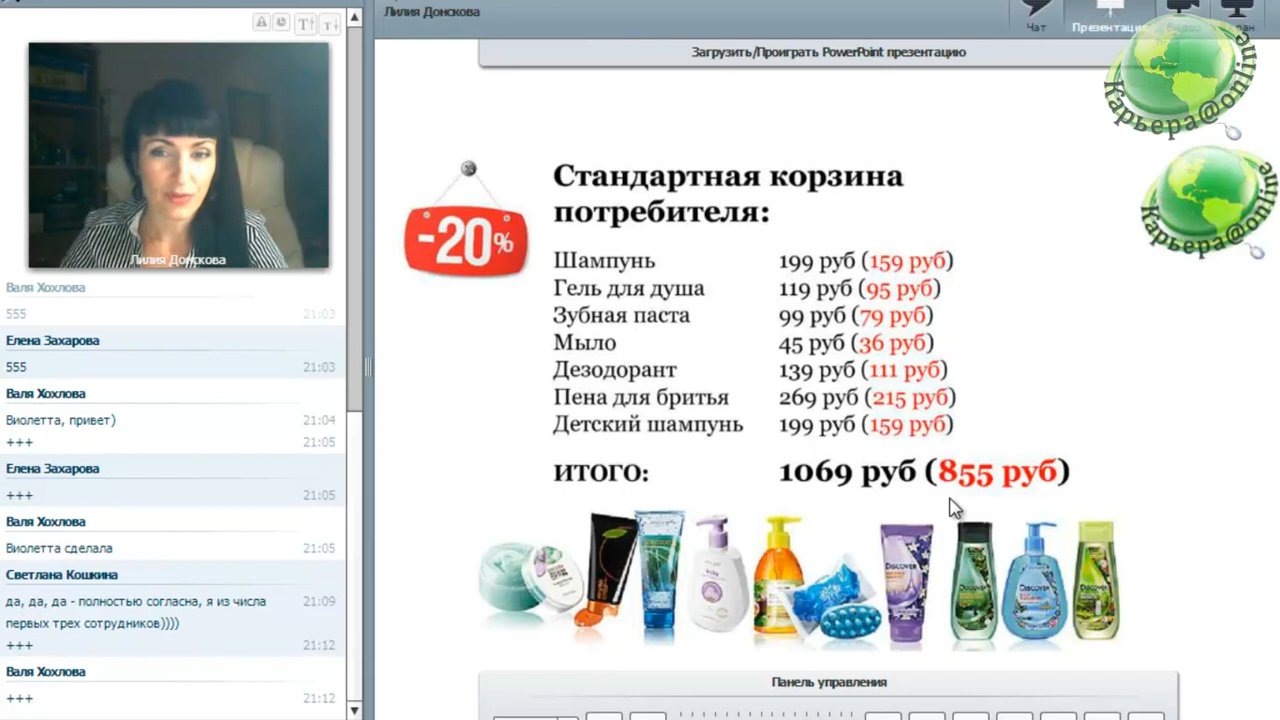 Лилия Донскова
Чат
Презентация
Загрузить/Проиграть PowerPoint презентацию
Карьера@online
Карьера@online
Лилия Донскова
Валя Хохлова
555 21:03
Елена Захарова
555 21:03
Валя Хохлова
Виолетта, привет) 21:04
+++ 21:05
Елена Захарова
+++ 21:05
Валя Хохлова
Виолетта сделала 21:05
Светлана Кошкина
да, да, да - полностью согласна, я из числа 21:09
первых трех сотрудников))))
+++ 21:12
Валя Хохлова
+++ 21:12
-20%
Стандартная корзина
потребителя:
Шампунь 199 руб (159 руб)
Гель для душа 119 руб (95 руб)
Зубная паста 99 руб (79 руб)
Мыло 45 руб (36 руб)
Дезодорант 139 руб (111 руб)
Пена для бритья 269 руб (215 руб)
Детский шампунь 199 руб (159 руб)
ИТОГО: 1069 руб (855 руб)
DISCOVER
DISCOVER
DISCOVER
Панель управления